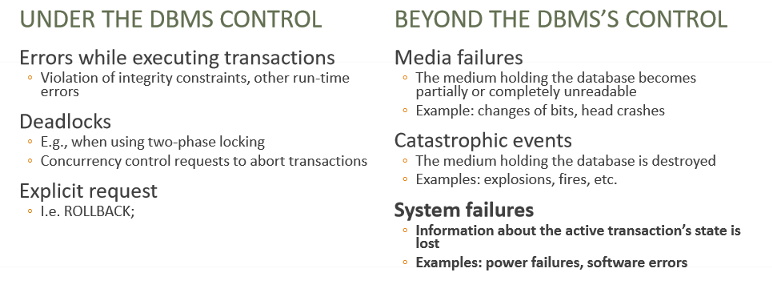 UNDER THE DBMS CONTROL
Errors while executing transactions
◦ Violation of integrity constraints, other run-time
errors
Deadlocks
◦ E.g., when using two-phase locking
◦ Concurrency control requests to abort transactions
Explicit request
◦ I.e. ROLLBACK;
BEYOND THE DBMS’S CONTROL
Media failures
◦ The medium holding the database becomes
partially or completely unreadable
◦ Example: changes of bits, head crashes
Catastrophic events
◦ The medium holding the database is destroyed
◦ Examples: explosions, fires, etc.
System failures
◦ Information about the active transaction’s state is
lost
◦ Examples: power failures, software errors